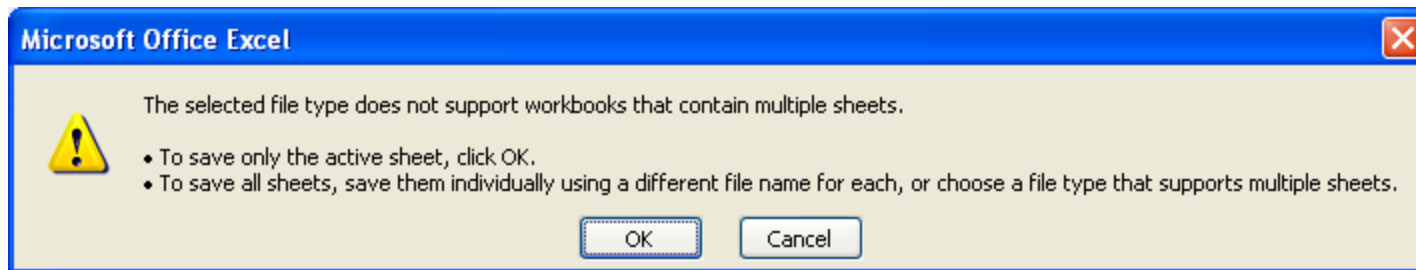 Microsoft Office Excel
The selected file type does not support workbooks that contain multiple sheets.
• To save only the active sheet, click OK.
• To save all sheets, save them individually using a different file name for each, or choose a file type that supports multiple sheets.
OK Cancel